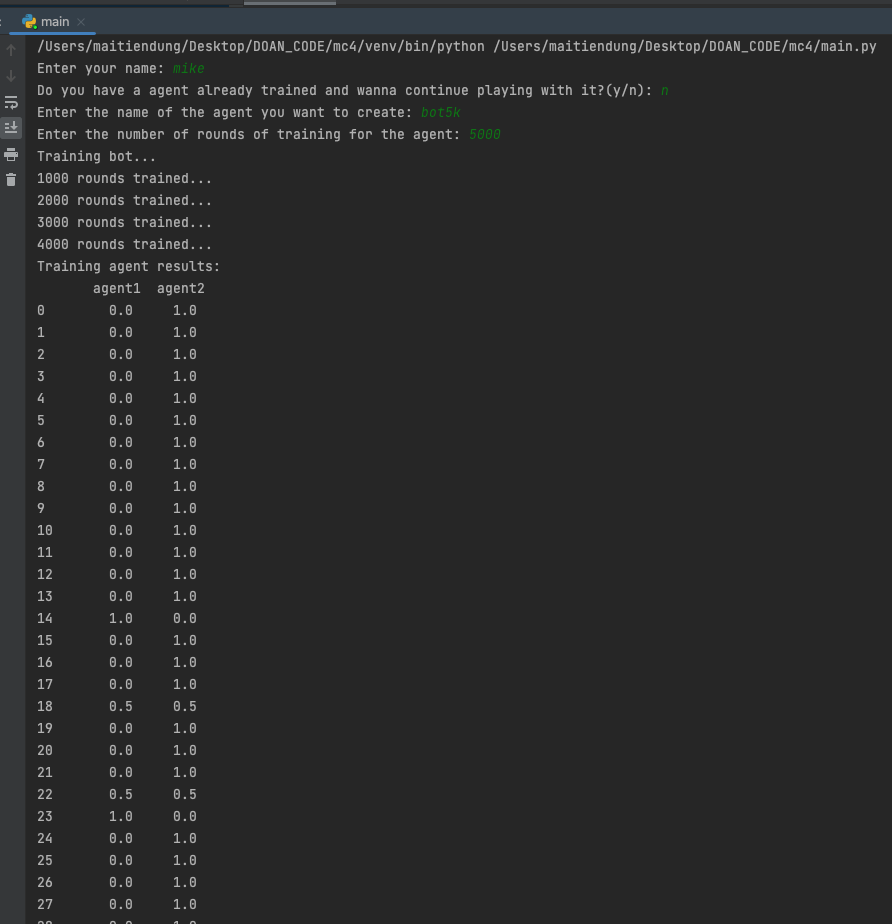 main
/Users/maitiendung/Desktop/DOAN_CODE/mc4/venv/bin/python /Users/maitiendung/Desktop/DOAN_CODE/mc4/main.py
Enter your name: mike
Do you have a agent already trained and wanna continue playing with it?(y/n): n
Enter the name of the agent you want to create: bot5k
Enter the number of rounds of training for the agent: 5000
Training bot...
1000 rounds trained...
2000 rounds trained...
3000 rounds trained...
4000 rounds trained...
Training agent results:
agent1 agent2
0 0.0 1.0
1 0.0 1.0
2 0.0 1.0
3 0.0 1.0
4 0.0 1.0
5 0.0 1.0
6 0.0 1.0
7 0.0 1.0
8 0.0 1.0
9 0.0 1.0
10 0.0 1.0
11 0.0 1.0
12 0.0 1.0
13 0.0 1.0
14 1.0 0.0
15 0.0 1.0
16 0.0 1.0
17 0.0 1.0
18 0.5 0.5
19 0.0 1.0
20 0.0 1.0
21 0.0 1.0
22 0.5 0.5
23 1.0 0.0
24 0.0 1.0
25 0.0 1.0
26 0.0 1.0
27 0.0 1.0